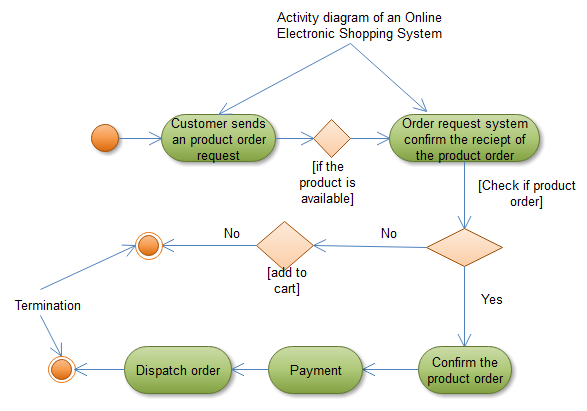 Activity diagram of an Online
Electronic Shopping System
Customer sends
an product order
request
[if the
product is
available]
Order request system
confirm the reciept of
the product order
[Check if product
order]
No
[add to
cart]
No
Yes
Termination
Dispatch order
Payment
Confirm the
product order